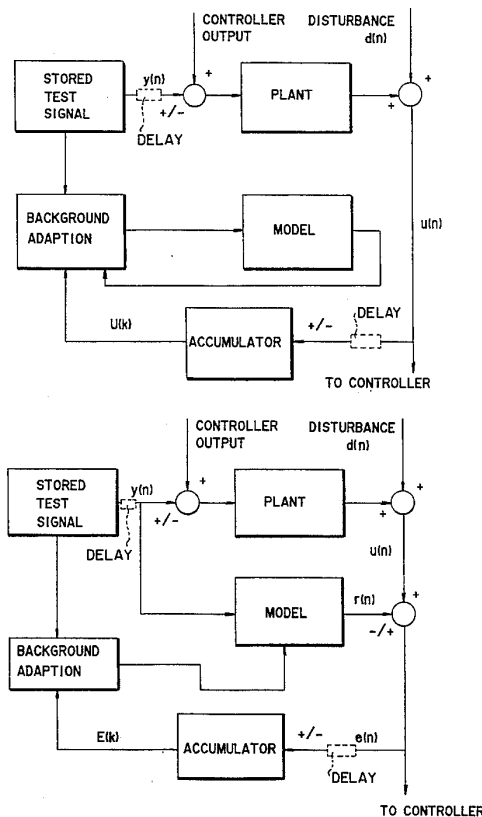 CONTROLLER
OUTPUT
DISTURBANCE
d(n)
STORED
TEST
SIGNAL
y(n)
+
+/-
DELAY
PLANT
+
+
BACKGROUND
ADAPTION
MODEL
u(n)
U(k)
ACCUMULATOR
+/-
DELAY
TO CONTROLLER
CONTROLLER
OUTPUT
DISTURBANCE
d(n)
STORED
TEST
SIGNAL
y(n)
+
+/-
DELAY
PLANT
+
+
u(n)
MODEL
r(n)
+
-/+
BACKGROUND
ADAPTION
E(k)
ACCUMULATOR
+/-
e(n)
DELAY
TO CONTROLLER